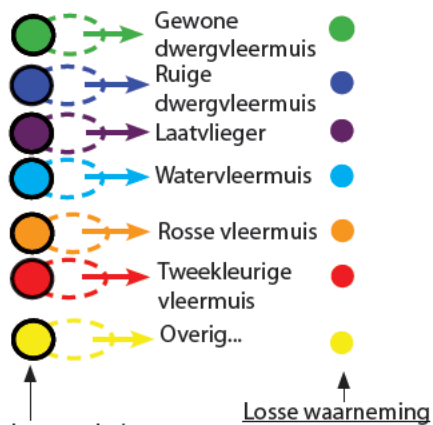 Gewone
dwergvleermuis
Ruige
dwergvleermuis
Laatvlieger
Watervleermuis
Rosse vleermuis
Tweekleurige
vleermuis
Overig...
Losse waarneming